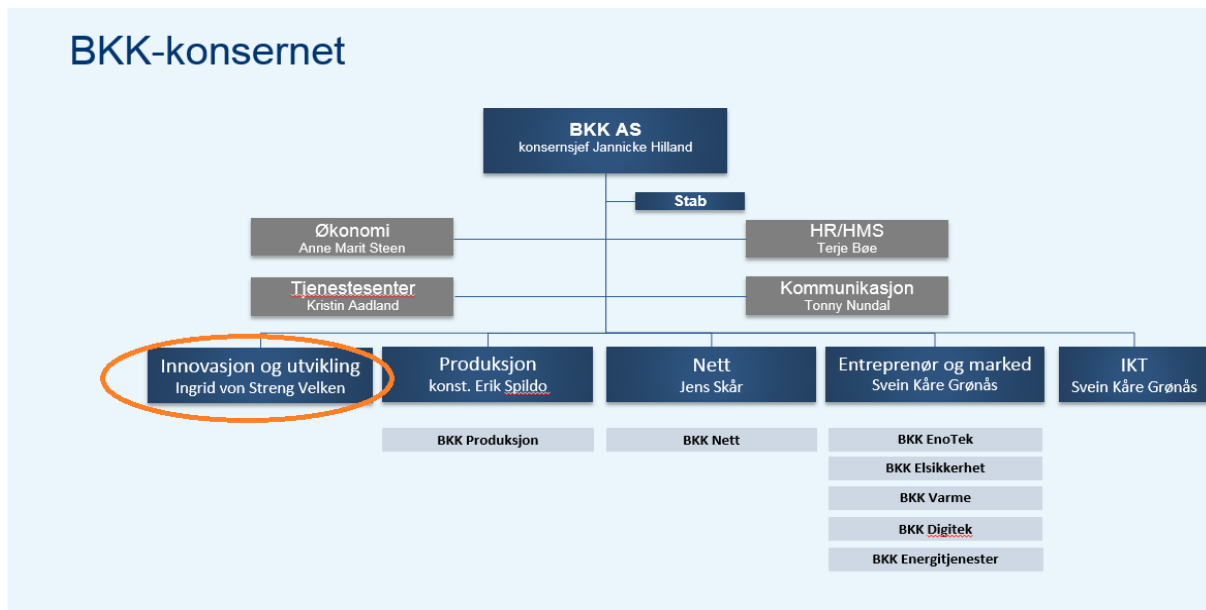 BKK-konsernet
BKK AS
konsernsjef Jannicke Hilland
Stab
Økonomi
Anne Marit Steen
HR/HMS
Terje Bøe
Tjenestesenter
Kristin Aadland
Kommunikasjon
Tonny Nundal
Innovasjon og utvikling
Ingrid von Streng Velken
Produksjon
konst. Erik Spildo
Nett
Jens Skår
Entreprenør og marked
Svein Kåre Grønås
IKT
Svein Kåre Grønås
BKK Produksjon
BKK Nett
BKK EnoTek
BKK Elsikkerhet
BKK Varme
BKK Digitek
BKK Energitjenester